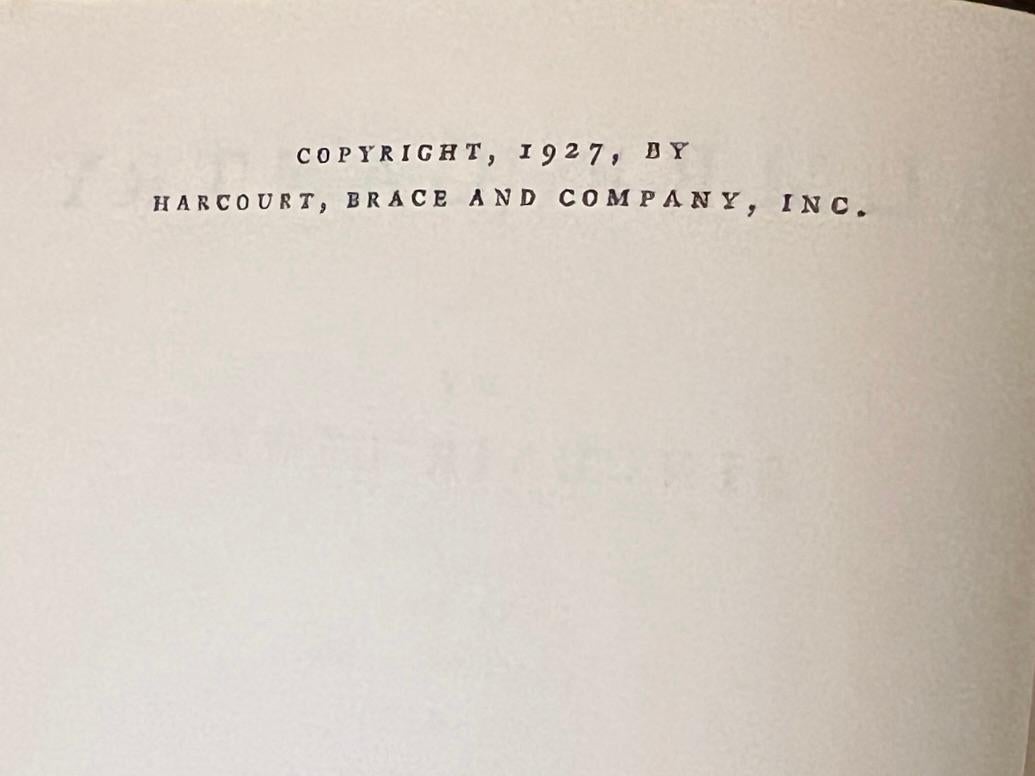 COPYRIGHT, 1927, BY
HARCOURT, BRACE AND COMPANY, INC.